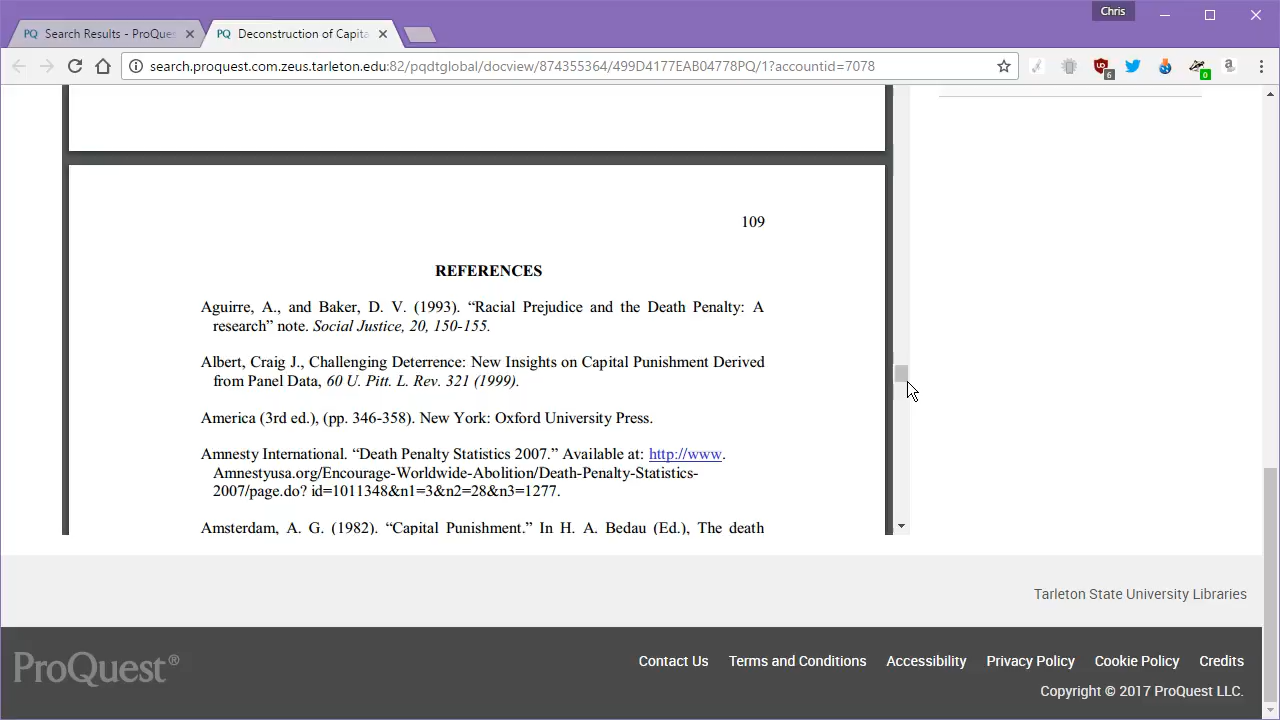 Chris
PQ Search Results - ProQues
PQ Deconstruction of Capita
search.proquest.com.zeus.tarleton.edu:82/pqdtglobal/docview/874355364/499D4177EAB04778PQ/1?accountid=7078
6
0
a
109
REFERENCES
Aguirre, A., and Baker, D. V. (1993). “Racial Prejudice and the Death Penalty: A
research” note. Social Justice, 20, 150-155.
Albert, Craig J., Challenging Deterrence: New Insights on Capital Punishment Derived
from Panel Data, 60 U. Pitt. L. Rev. 321 (1999).
America (3rd ed.), (pp. 346-358). New York: Oxford University Press.
Amnesty International. “Death Penalty Statistics 2007.” Available at: http://www.
Amnestyusa.org/Encourage-Worldwide-Abolition/Death-Penalty-Statistics-
2007/page.do? id=1011348&n1=3&n2=28&n3=1277.
Amsterdam, A. G. (1982). “Capital Punishment.” In H. A. Bedau (Ed.), The death
Tarleton State University Libraries
ProQuest®
Contact Us Terms and Conditions Accessibility Privacy Policy Cookie Policy Credits
Copyright © 2017 ProQuest LLC.